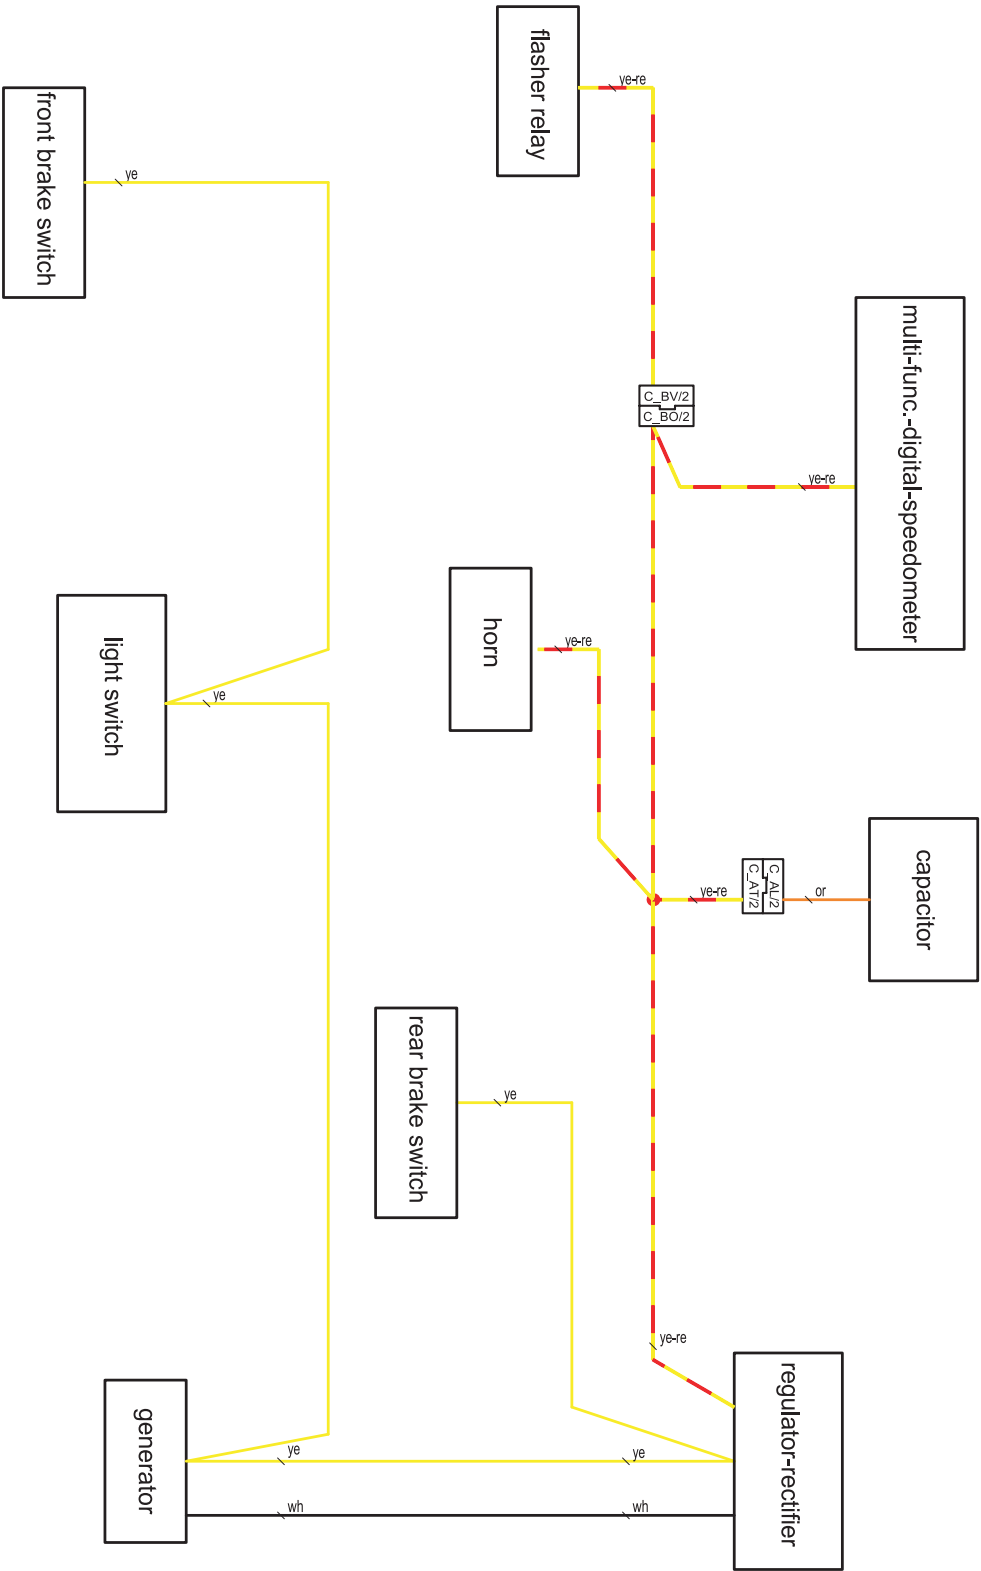 flasher relay
ye-re
front brake switch
ye
multi-func.-digital-speedometer
C_BV/2
C_BO/2
ye-re
horn
ye-re
light switch
ye
capacitor
or
C_AL/2
C_AT/2
ye-re
rear brake switch
ye
ye-re
regulator-rectifier
generator
ye
ye
wh
wh